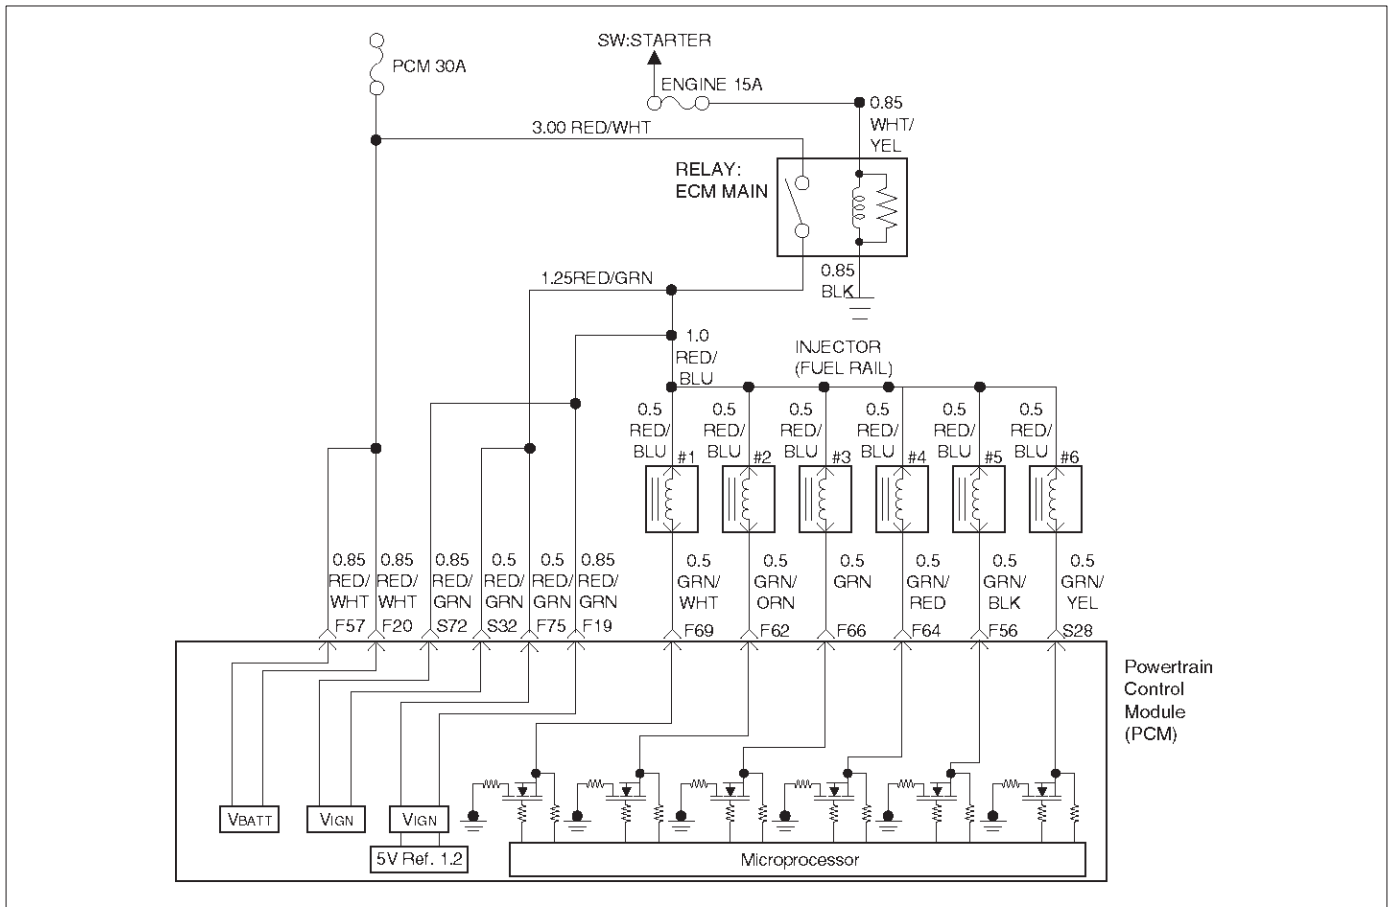 SW:STARTER
PCM 30A
ENGINE 15A
0.85
WHT/
YEL
3.00 RED/WHT
RELAY:
ECM MAIN
0.85
BLK
1.25RED/GRN
1.0
RED/
BLU
INJECTOR
(FUEL RAIL)
0.5 0.5 0.5 0.5 0.5 0.5
RED/ RED/ RED/ RED/ RED/ RED/
BLU BLU BLU BLU BLU BLU
#1 #2 #3 #4 #5 #6
0.85 0.85 0.85 0.5 0.5 0.85 0.5 0.5 0.5 0.5 0.5 0.5
RED/ RED/ RED/ RED/ RED/ RED/ GRN/ GRN/ GRN GRN/ GRN/ GRN/
WHT WHT GRN GRN GRN GRN WHT ORN RED BLK YEL
F57 F20 S72 S32 F75 F19 F69 F62 F66 F64 F56 S28
Powertrain
Control
Module
(PCM)
VBATT VIGN VIGN
5V Ref. 1.2
Microprocessor